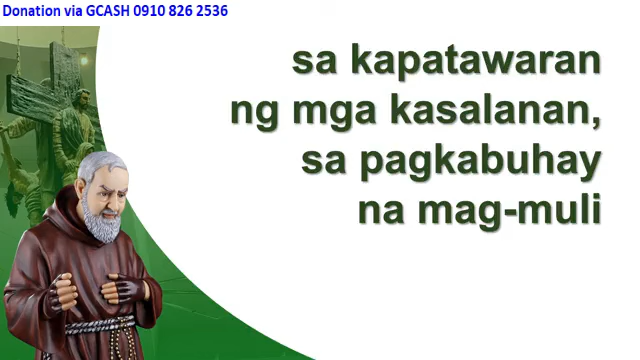 Donation via GCASH 0910 826 2536
sa kapatawaran
ng mga kasalanan,
sa pagkabuhay
na mag-muli